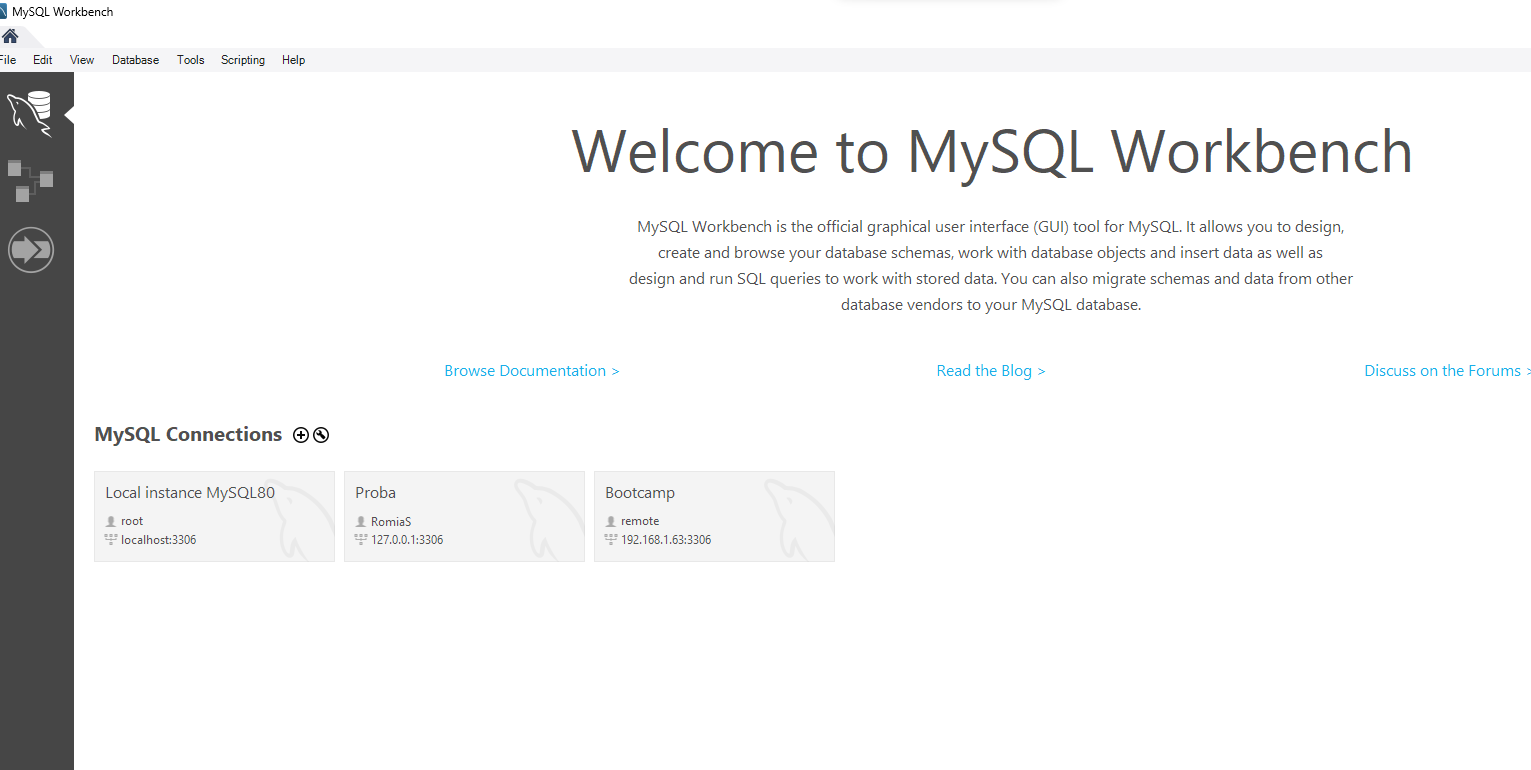 MySQL Workbench
File Edit View Database Tools Scripting Help
Welcome to MySQL Workbench
MySQL Workbench is the official graphical user interface (GUI) tool for MySQL. It allows you to design,
create and browse your database schemas, work with database objects and insert data as well as
design and run SQL queries to work with stored data. You can also migrate schemas and data from other
database vendors to your MySQL database.
Browse Documentation >
Read the Blog >
Discuss on the Forums >
MySQL Connections
Local instance MySQL80
root
localhost:3306
Proba
RomiaS
127.0.0.1:3306
Bootcamp
remote
192.168.1.63:3306